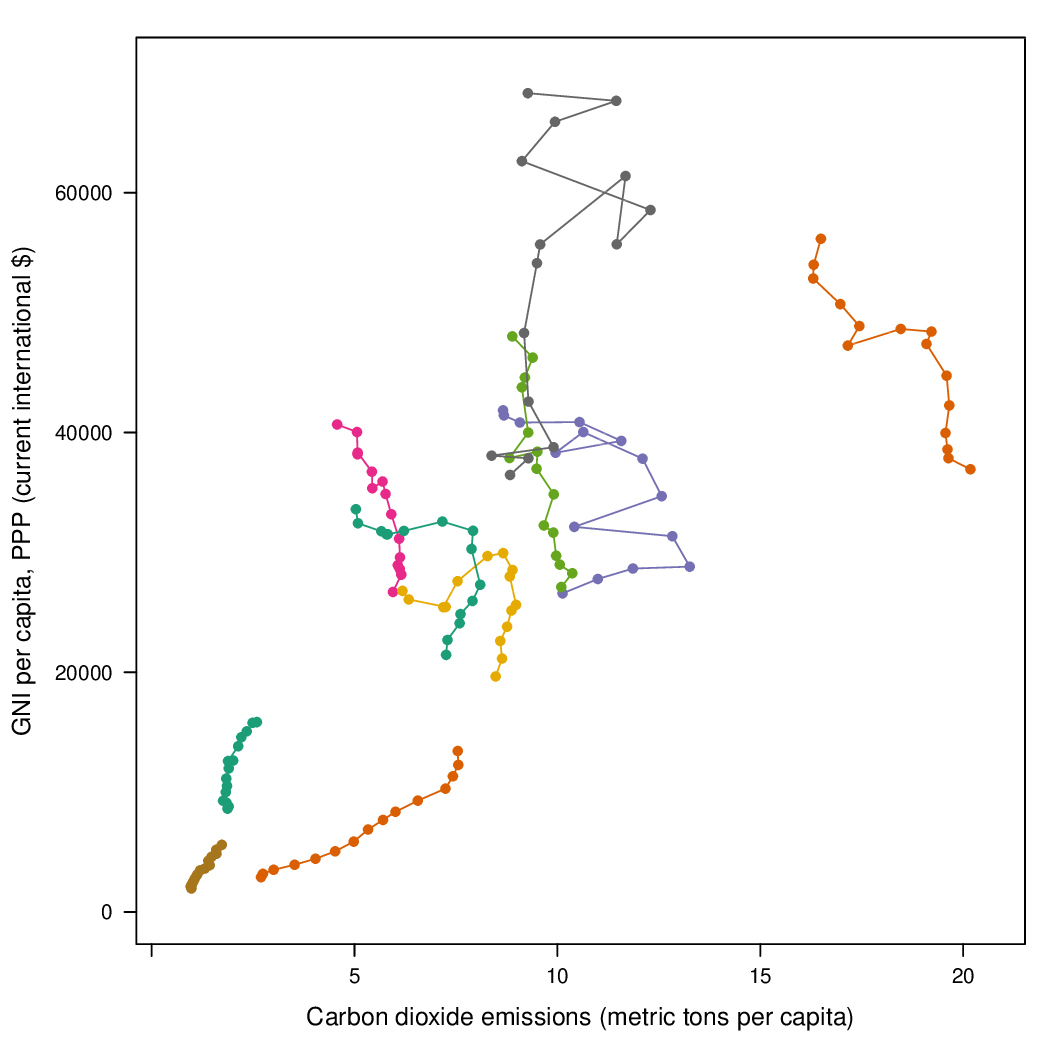 60000
40000
20000
0
GNI per capita, PPP (current international $)
5 10 15 20
Carbon dioxide emissions (metric tons per capita)